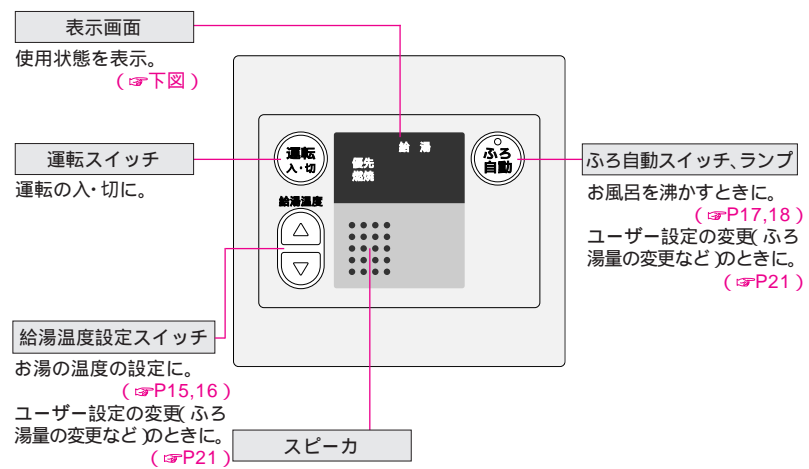 表示画面
使用状態を表示。
(☞下図)
運転スイッチ
運転の入・切に。
給湯温度設定スイッチ
お湯の温度の設定に。
(☞P15,16)
ユーザー設定の変更(ふろ
湯量の変更など)のときに。
(☞P21)
運転
入・切
給湯温度
△
▽
給 湯
優先
燃焼
ふろ
自動
スピーカ
ふろ自動スイッチ、ランプ
お風呂を沸かすときに。
(☞P17,18)
ユーザー設定の変更(ふろ
湯量の変更など)のときに。
(☞P21)